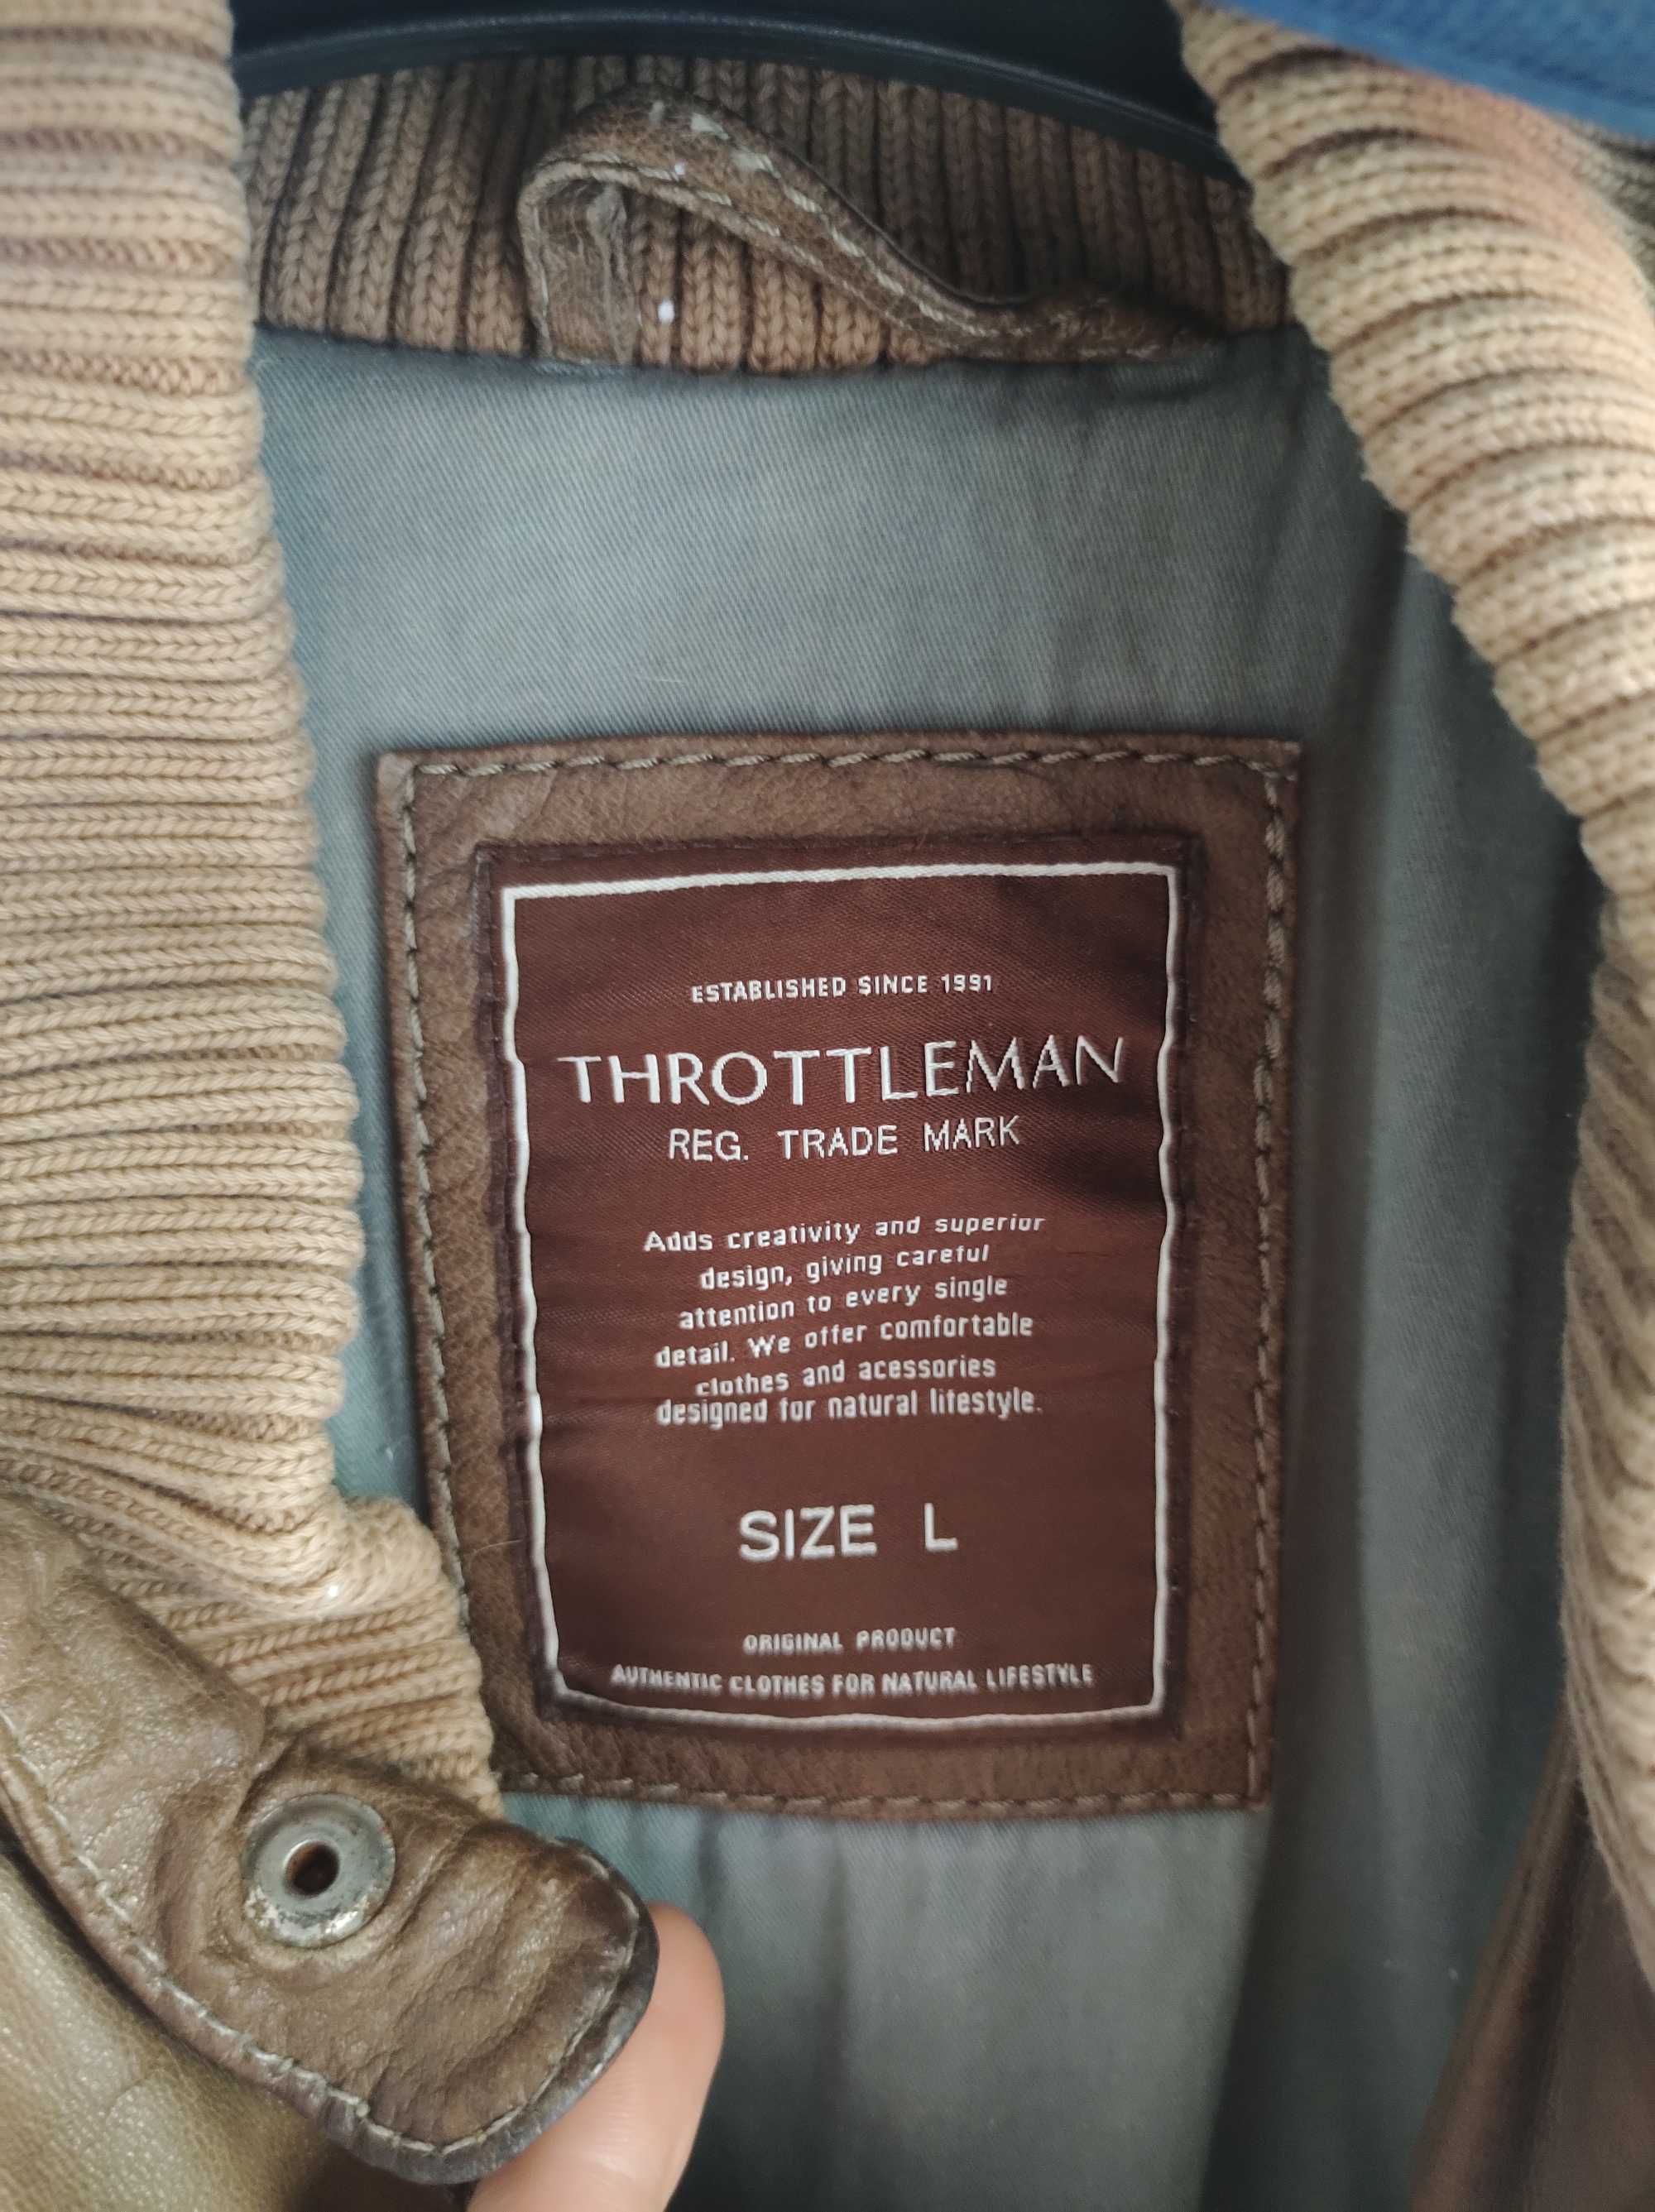 ESTABLISHED SINCE 1991
THROTTLEMAN
REG. TRADE MARK
Adds creativity and superior
design, giving careful
attention to every single
detail. We offer comfortable
clothes and acessories
designed for natural lifestyle.
SIZE L
ORIGINAL PRODUCT
AUTHENTIC CLOTHES FOR NATURAL LIFESTYLE